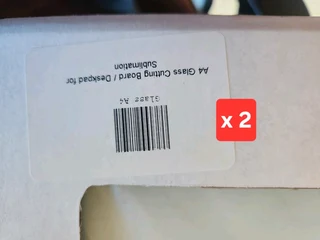 A4 Glass Cutting Board / Deskpad for
Sublimation
Glass A4
x 2